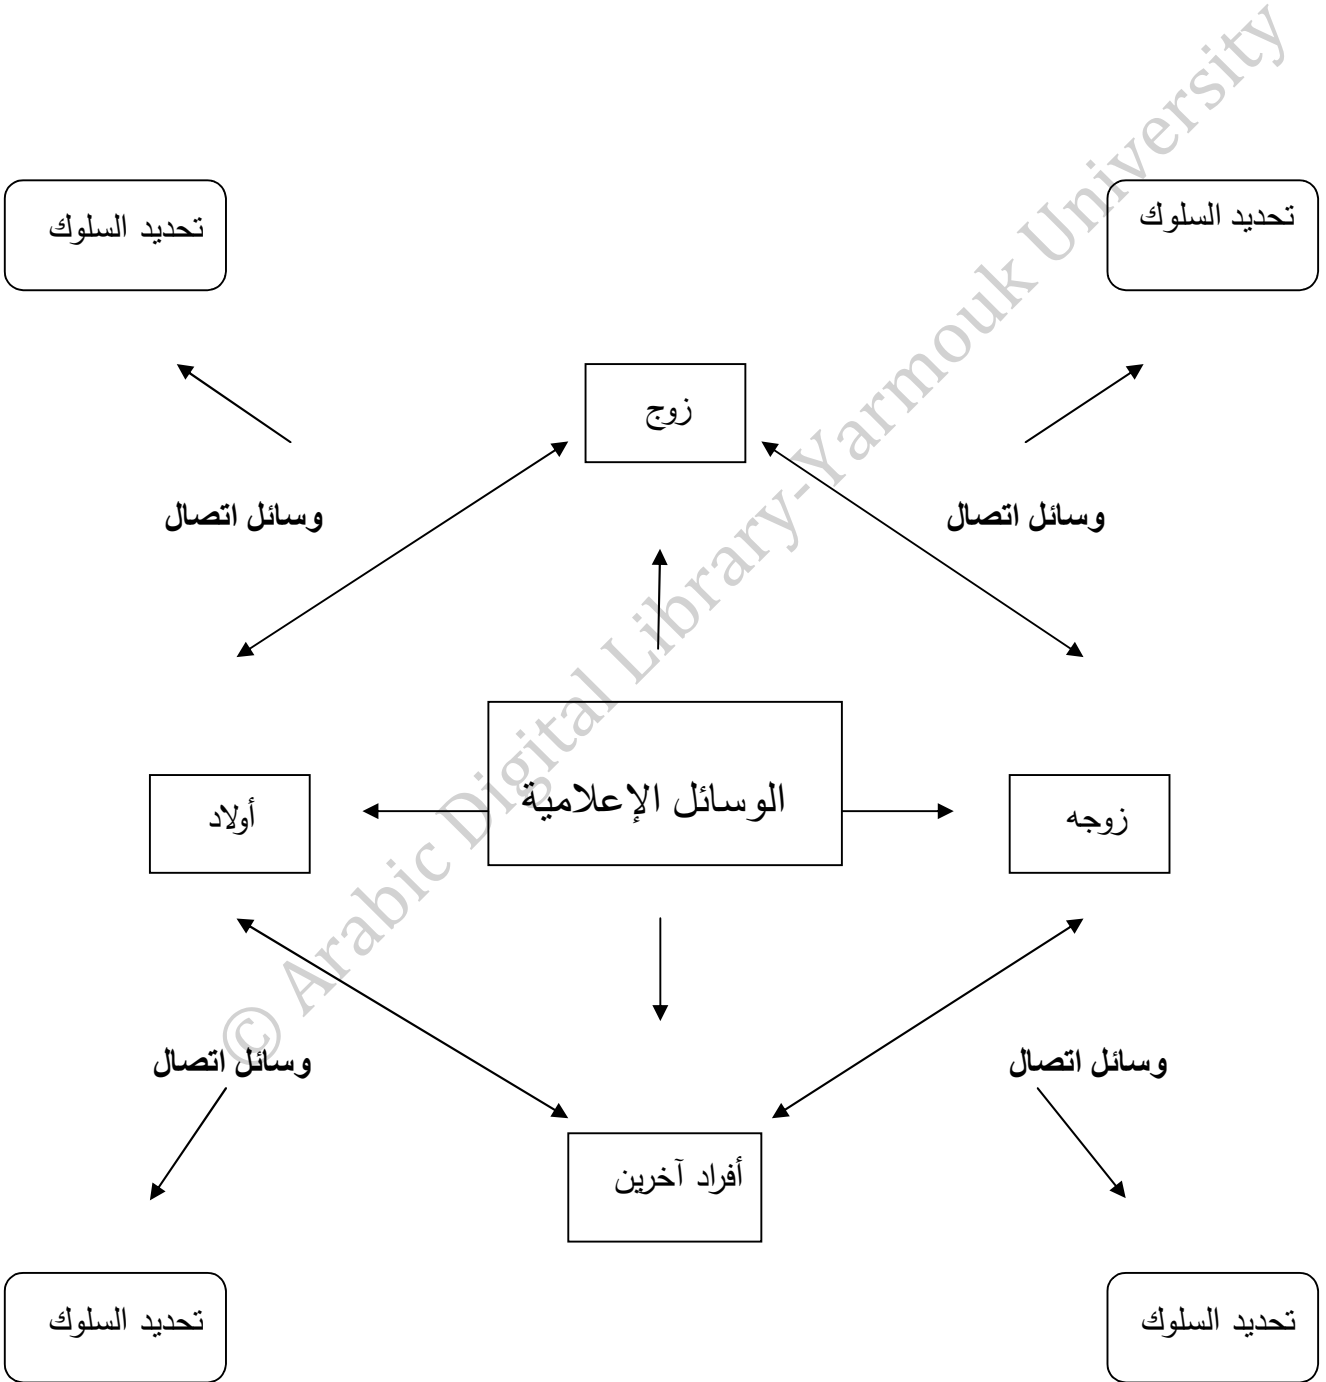 © Arabic Digital Library-Yarmouk University
تحديد السلوك
تحديد السلوك
زوج
وسائل اتصال
وسائل اتصال
زوجه
الوسائل الإعلامية
أولاد
وسائل اتصال
وسائل اتصال
أفراد آخرين
تحديد السلوك
تحديد السلوك